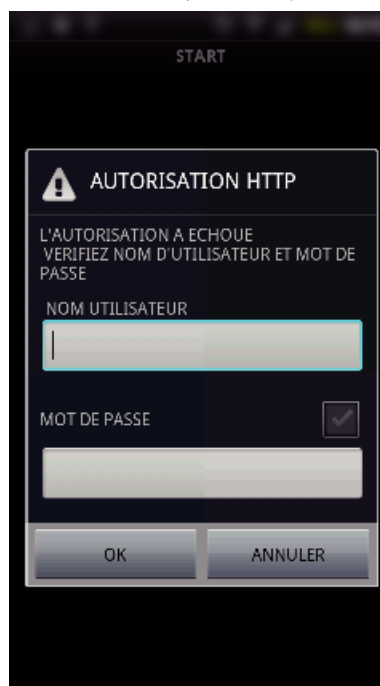 START
AUTORISATION HTTP
L'AUTORISATION A ECHOUE
VERIFIEZ NOM D'UTILISATEUR ET MOT DE
PASSE
NOM UTILISATEUR
MOT DE PASSE
OK
ANNULER